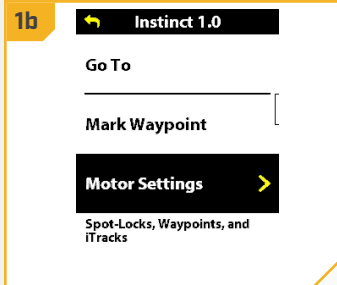 1b
Instinct 1.0
Go To
Mark Waypoint
Motor Settings
Spot-Locks, Waypoints, and
iTracks